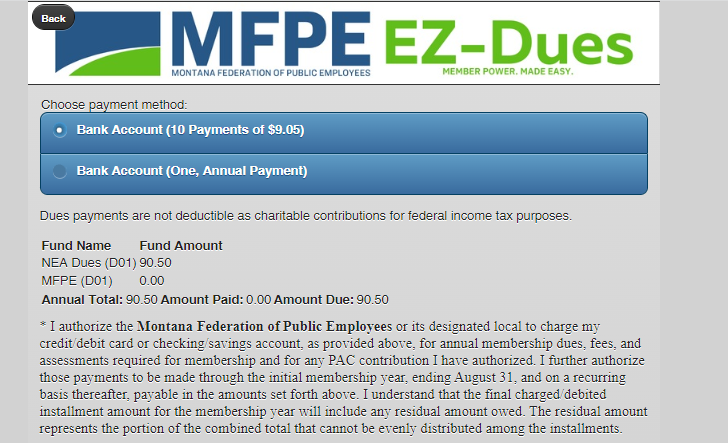 Back
MFPE EZ-Dues
MONTANA FEDERATION OF PUBLIC EMPLOYEES
MEMBER POWER. MADE EASY.
Choose payment method:
Bank Account (10 Payments of $9.05)
Bank Account (One, Annual Payment)
Dues payments are not deductible as charitable contributions for federal income tax purposes.
Fund Name Fund Amount
NEA Dues (D01) 90.50
MFPE (D01) 0.00
Annual Total: 90.50 Amount Paid: 0.00 Amount Due: 90.50
* I authorize the Montana Federation of Public Employees or its designated local to charge my
credit/debit card or checking/savings account, as provided above, for annual membership dues, fees, and
assessments required for membership and for any PAC contribution I have authorized. I further authorize
those payments to be made through the initial membership year, ending August 31, and on a recurring
basis thereafter, payable in the amounts set forth above. I understand that the final charged/debited
installment amount for the membership year will include any residual amount owed. The residual amount
represents the portion of the combined total that cannot be evenly distributed among the installments.